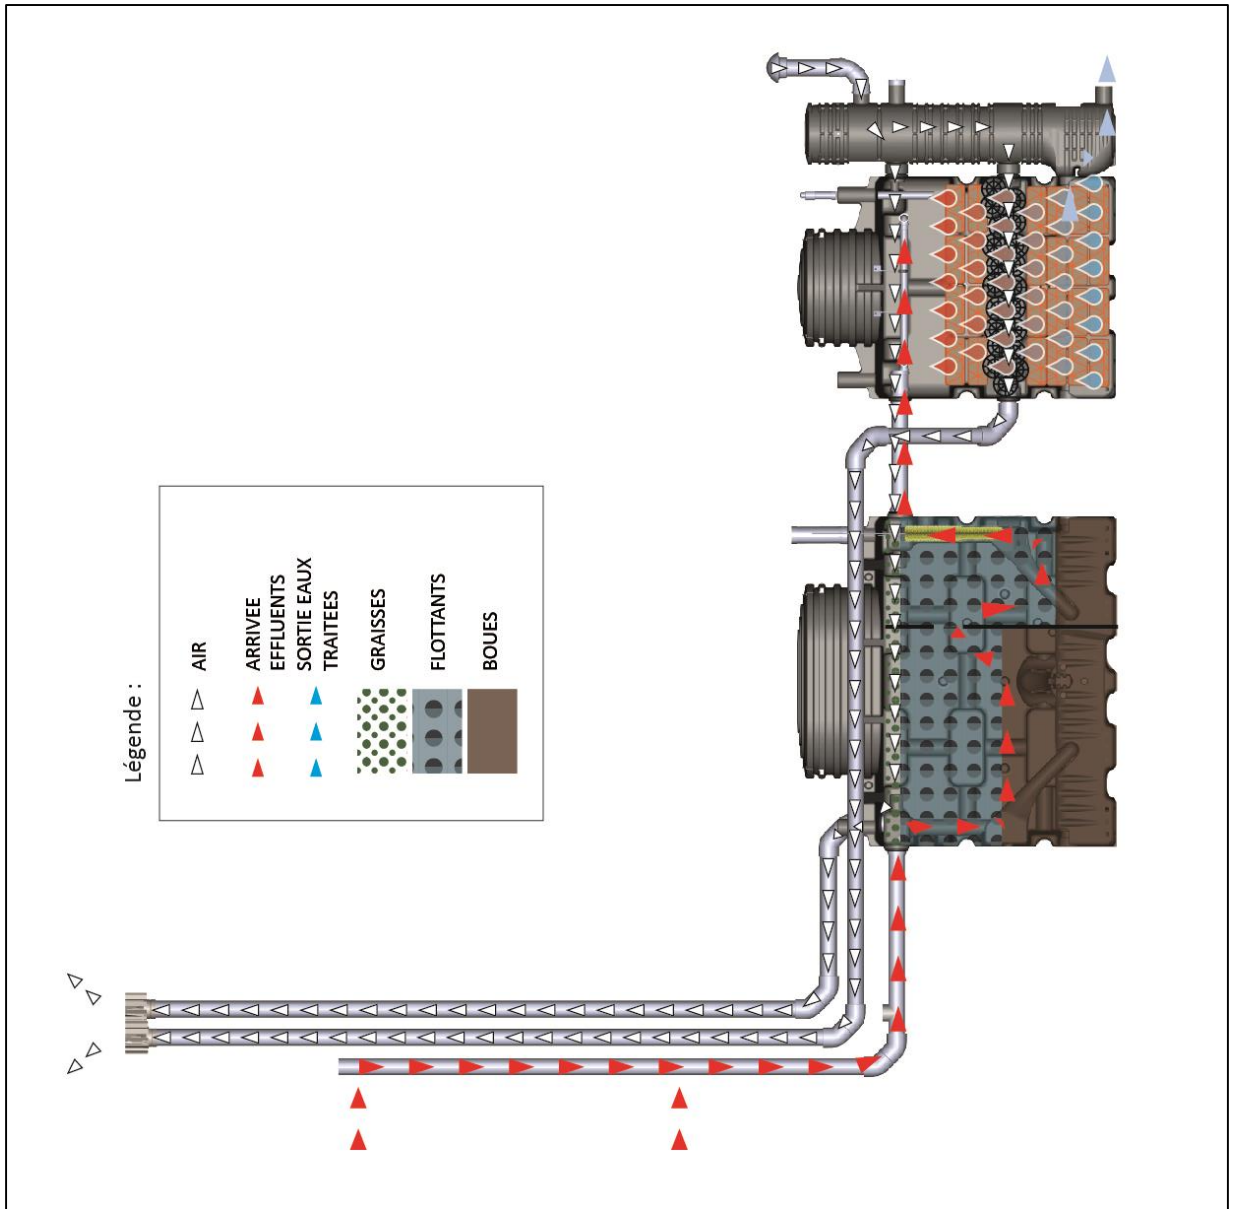 Légende :
AIR
ARRIVEE
EFFLUENTS
SORTIE EAUX
TRAITEES
GRAISSES
FLOTTANTS
BOUES